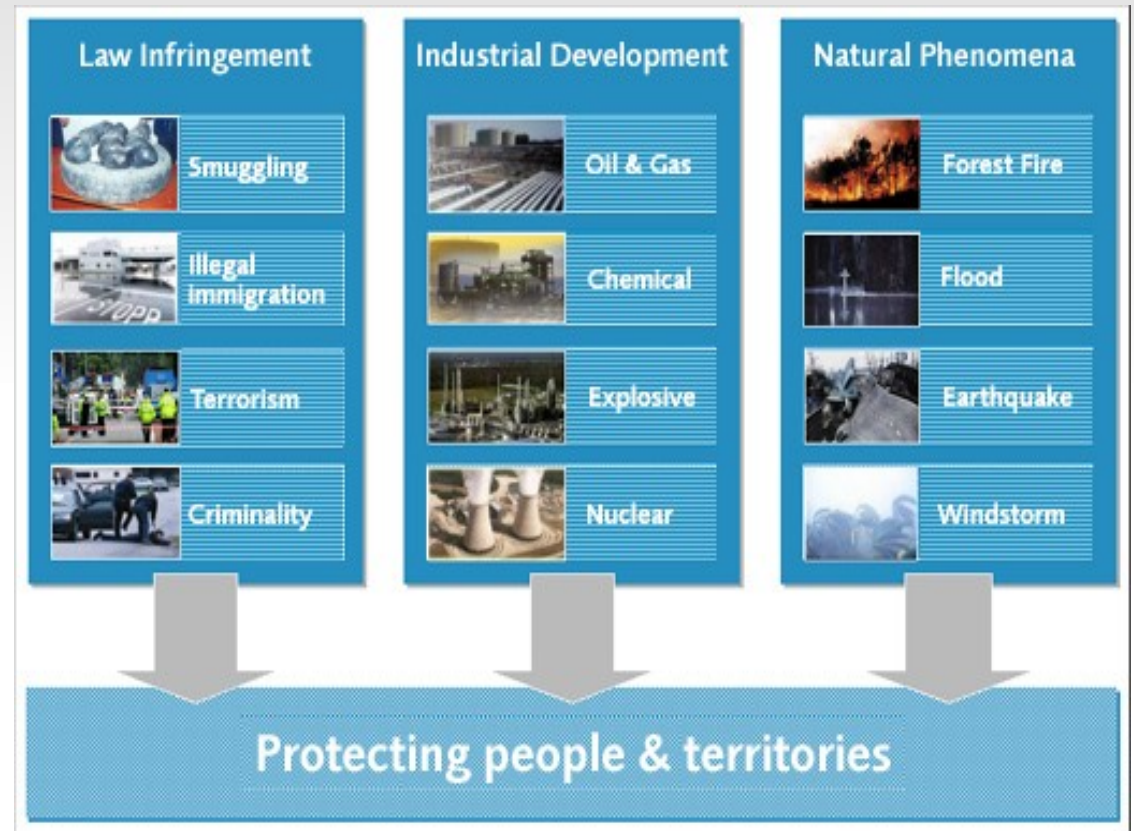 Law Infringement
Smuggling
Illegal
immigration
Terrorism
Criminality
Industrial Development
Oil & Gas
Chemical
Explosive
Nuclear
Natural Phenomena
Forest Fire
Flood
Earthquake
Windstorm
STOPP
Protecting people & territories